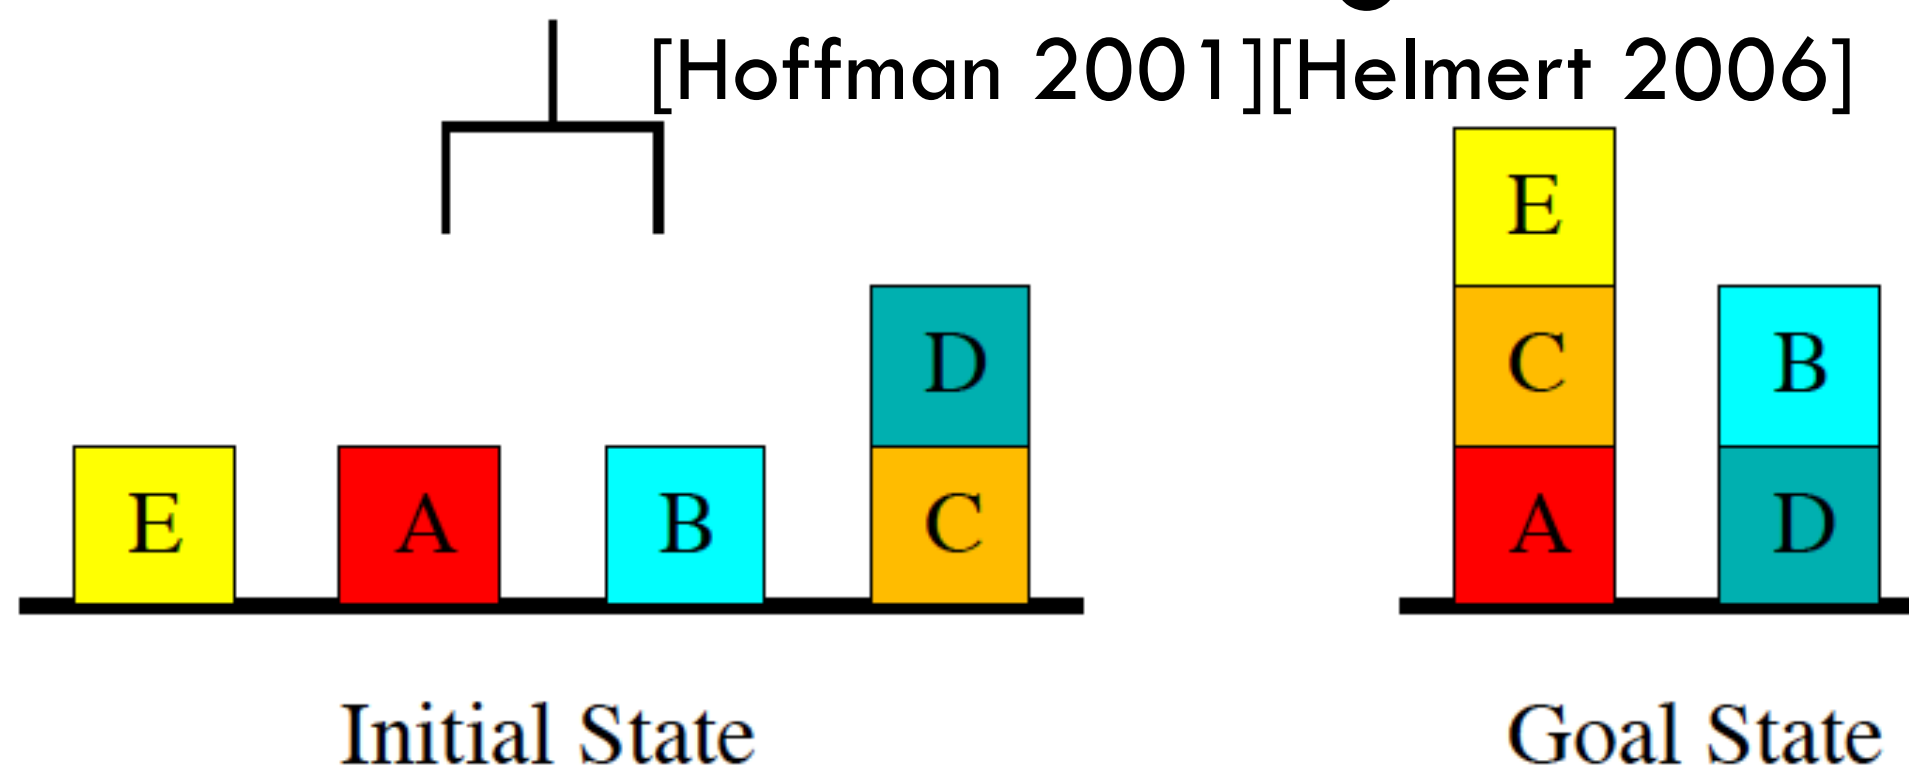 [Hoffman 2001][Helmert 2006]
E
D
C
B
E A B C A D
Initial State Goal State